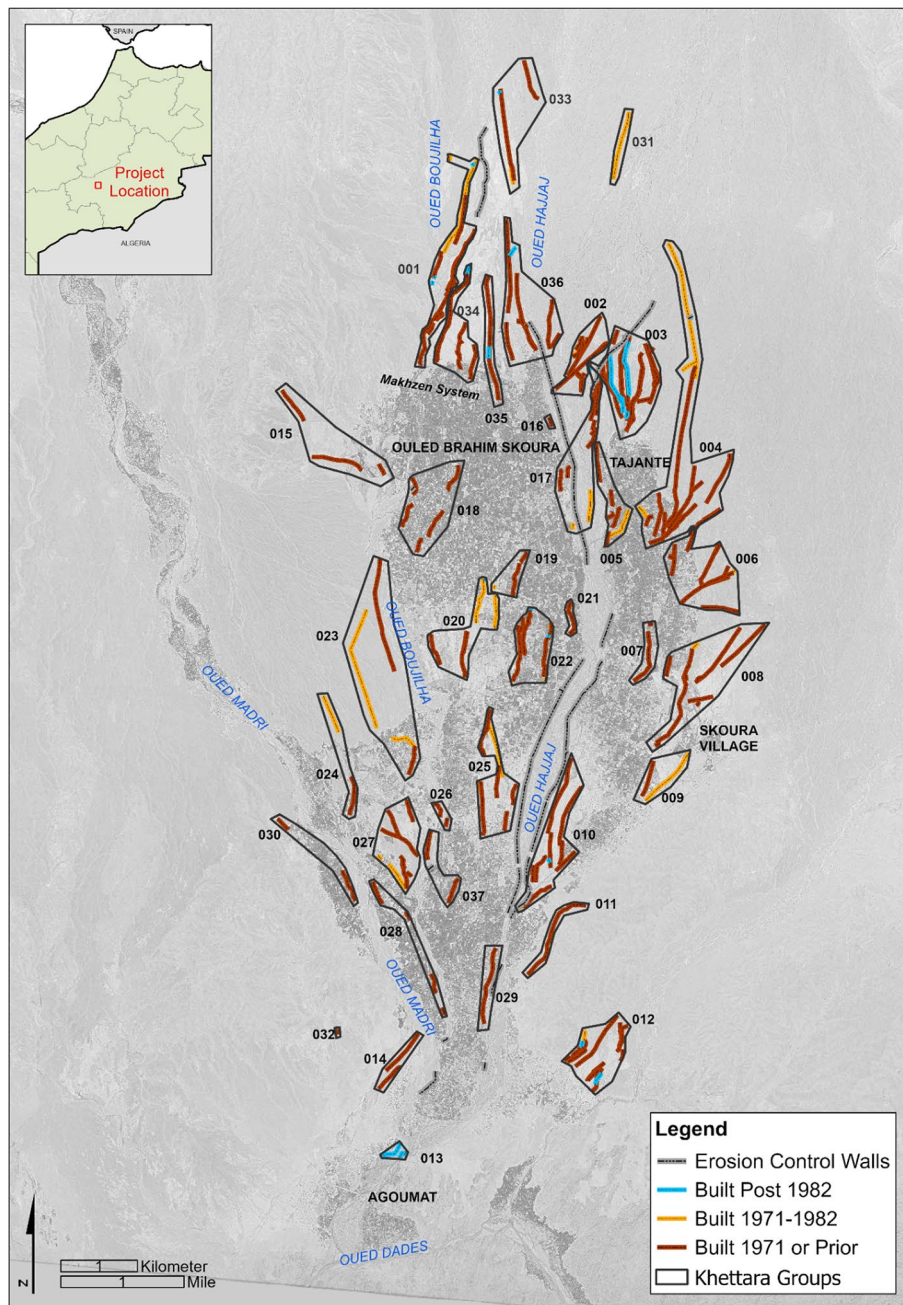 SPAIN
Project
Location
ALGERIA
033
031
OUED BOUJILHA
OUED HAJJAJ
001
036
002
034
003
Makhzen System
035
015
016
OULED BRAHIM SKOURA
TAJANTE
004
017
018
005
006
019
021
020
023
OUED BOUJILHA
022
007
008
OUED MADRI
SKOURA
VILLAGE
024
025
OUED HAJJAJ
009
026
030
027
010
037
011
028
OUED MADRI
029
032
012
014
013
AGOUMAT
OUED DADES
N
1 Kilometer
1 Mile
Legend
Erosion Control Walls
Built Post 1982
Built 1971-1982
Built 1971 or Prior
Khettara Groups